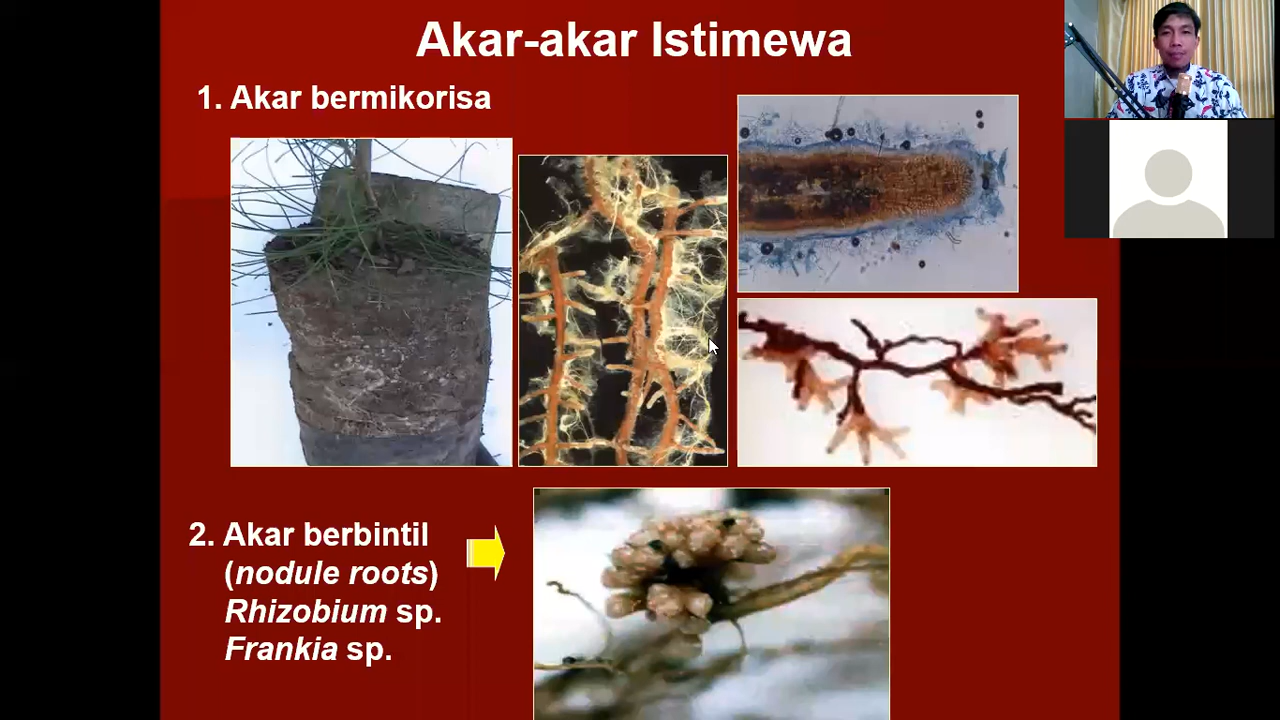 Akar-akar Istimewa
1. Akar bermikorisa
2. Akar berbintil
(nodule roots)
Rhizobium sp.
Frankia sp.